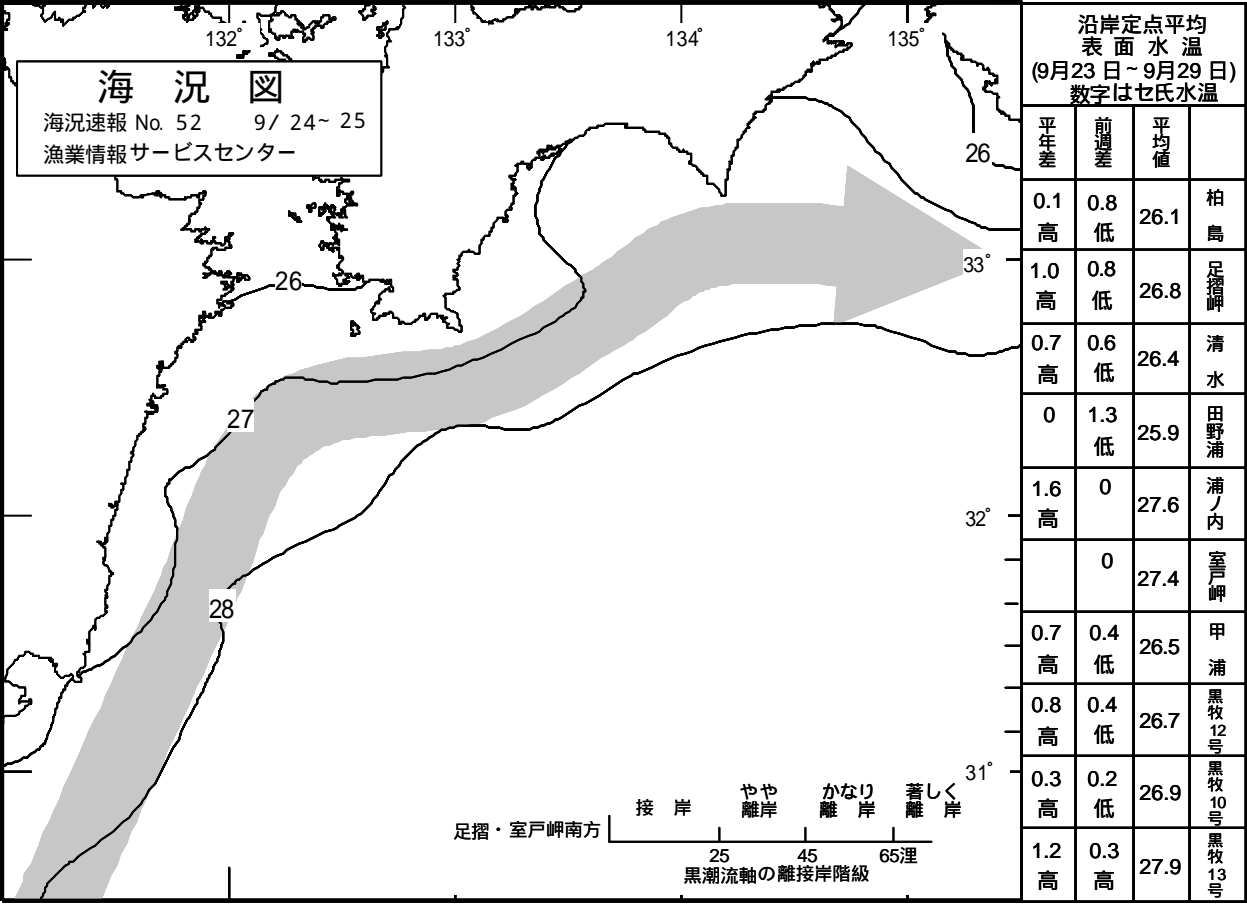 132°
133°
134°
135°
海 況 図
海況速報 No. 52 9/ 24~ 25
漁業情報サービスセンター
26
26
27
28
33°
32°
31°
接 岸
やや
離岸
かなり
離 岸
著しく
離 岸
足摺・室戸岬南方
25 45 65浬
黒潮流軸の離接岸階級
沿岸定点平均
表 面 水 温
(9月23 日~9月29 日)
数字はセ氏水温
平年差 前週差 平均値
0.1高 0.8低 26.1 柏島
1.0高 0.8低 26.8 足摺岬
0.7高 0.6低 26.4 清水
0 1.3低 25.9 田野浦
1.6高 0 27.6 浦ノ内
0 27.4 室戸岬
0.7高 0.4低 26.5 甲浦
0.8高 0.4低 26.7 黒牧12号
0.3高 0.2低 26.9 黒牧10号
1.2高 0.3高 27.9 黒牧13号